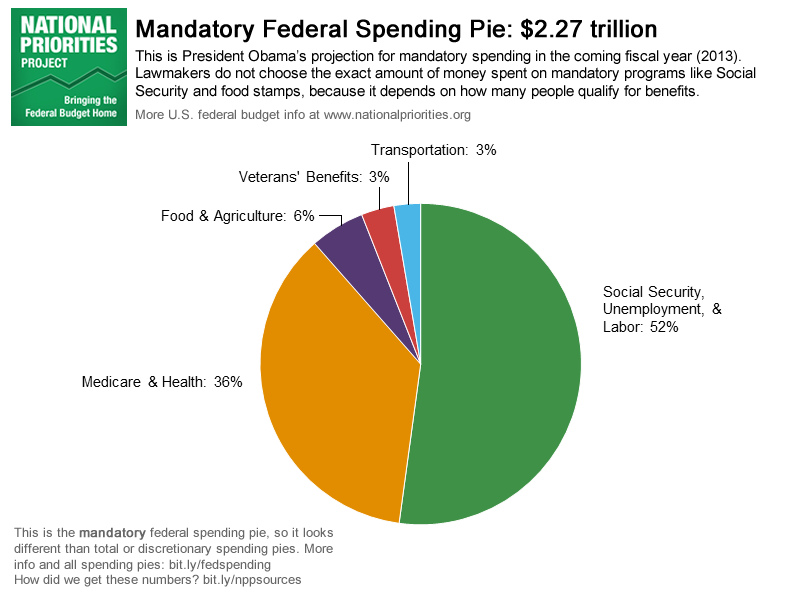 NATIONAL
PRIORITIES
PROJECT
Bringing the
Federal Budget Home
Mandatory Federal Spending Pie: $2.27 trillion
This is President Obama's projection for mandatory spending in the coming fiscal year (2013).
Lawmakers do not choose the exact amount of money spent on mandatory programs like Social
Security and food stamps, because it depends on how many people qualify for benefits.
More U.S. federal budget info at www.nationalpriorities.org
Transportation: 3%
Veterans' Benefits: 3%
Food & Agriculture: 6%
Social Security,
Unemployment, &
Labor: 52%
Medicare & Health: 36%
This is the mandatory federal spending pie, so it looks
different than total or discretionary spending pies. More
info and all spending pies: bit.ly/fedspending
How did we get these numbers? bit.ly/nppsources